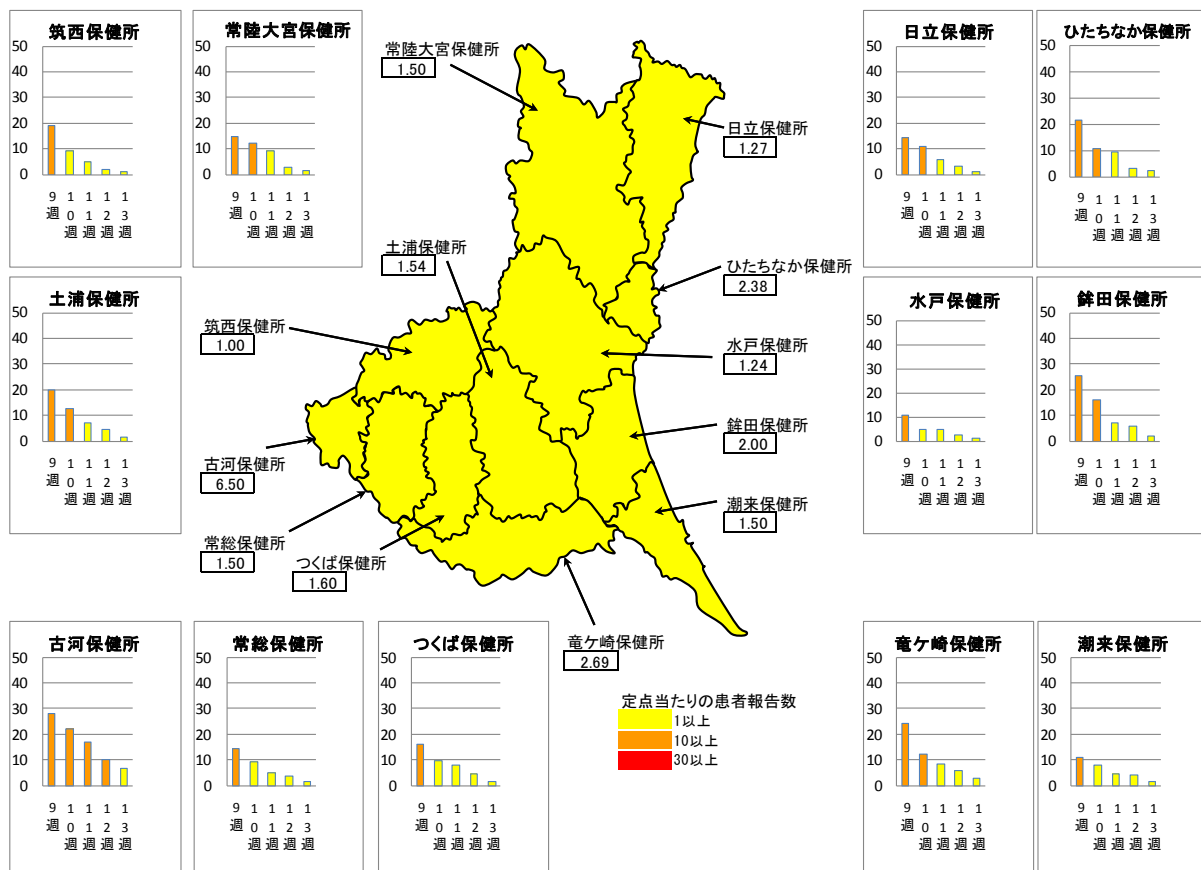 筑西保健所
50
40
30
20
10
0
9週
10週
11週
12週
13週
常陸大宮保健所
50
40
30
20
10
0
9週
10週
11週
12週
13週
常陸大宮保健所
1.50
日立保健所
1.27
土浦保健所
1.54
ひたちなか保健所
2.38
筑西保健所
1.00
水戸保健所
1.24
鉾田保健所
2.00
古河保健所
6.50
潮来保健所
1.50
常総保健所
1.50
つくば保健所
1.60
竜ケ崎保健所
2.69
日立保健所
50
40
30
20
10
0
9週
10週
11週
12週
13週
ひたちなか保健所
50
40
30
20
10
0
9週
10週
11週
12週
13週
土浦保健所
50
40
30
20
10
0
9週
10週
11週
12週
13週
水戸保健所
50
40
30
20
10
0
9週
10週
11週
12週
13週
鉾田保健所
50
40
30
20
10
0
9週
10週
11週
12週
13週
古河保健所
50
40
30
20
10
0
9週
10週
11週
12週
13週
常総保健所
50
40
30
20
10
0
9週
10週
11週
12週
13週
つくば保健所
50
40
30
20
10
0
9週
10週
11週
12週
13週
定点当たりの患者報告数
1以上
10以上
30以上
竜ケ崎保健所
50
40
30
20
10
0
9週
10週
11週
12週
13週
潮来保健所
50
40
30
20
10
0
9週
10週
11週
12週
13週